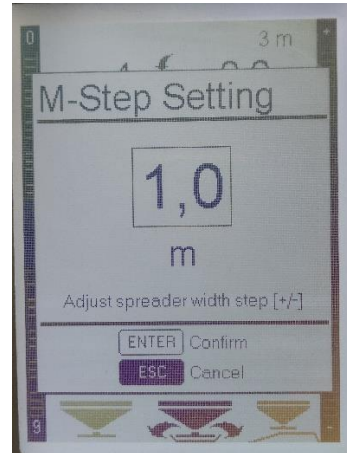 0
3 m
+
M-Step Setting
1,0
m
Adjust spreader width step [+/-]
ENTER Confirm
ESC Cancel
9
-